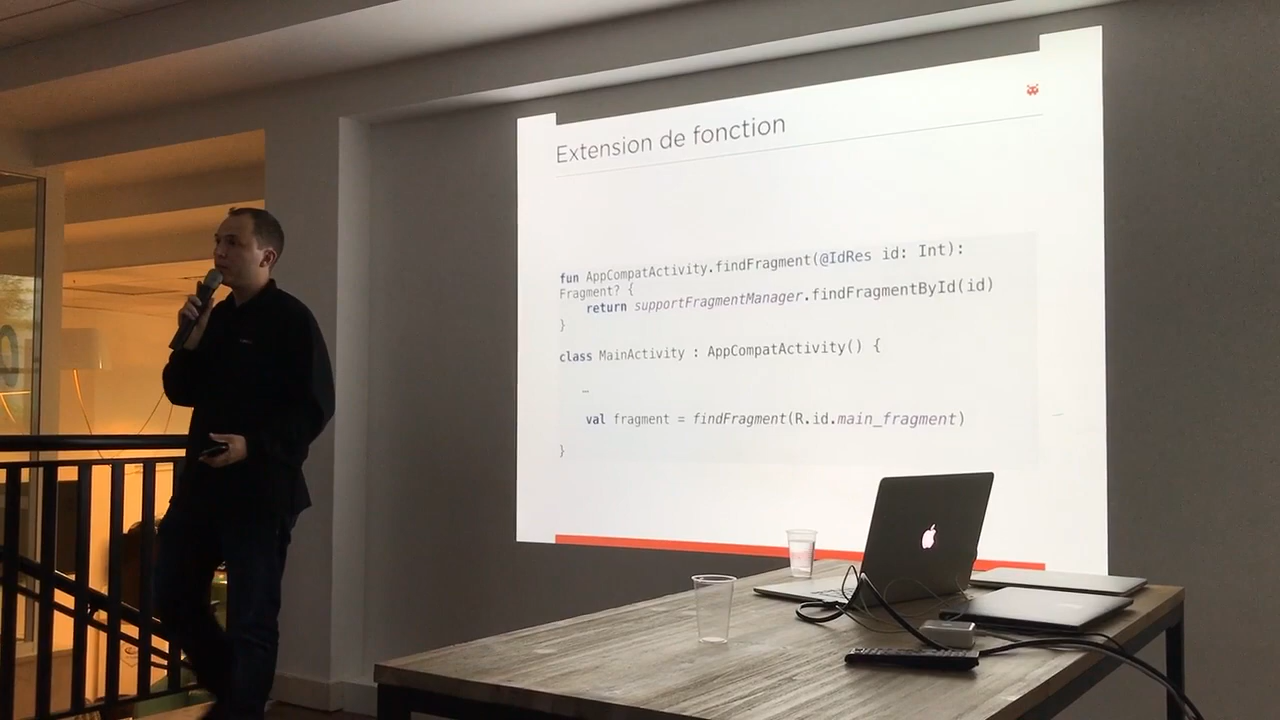 Extension de fonction
fun AppCompatActivity.findFragment(@IdRes id: Int):
Fragment? {
    return supportFragmentManager.findFragmentById(id)
}
class MainActivity : AppCompatActivity() {
    …
    val fragment = findFragment(R.id.main_fragment)
}